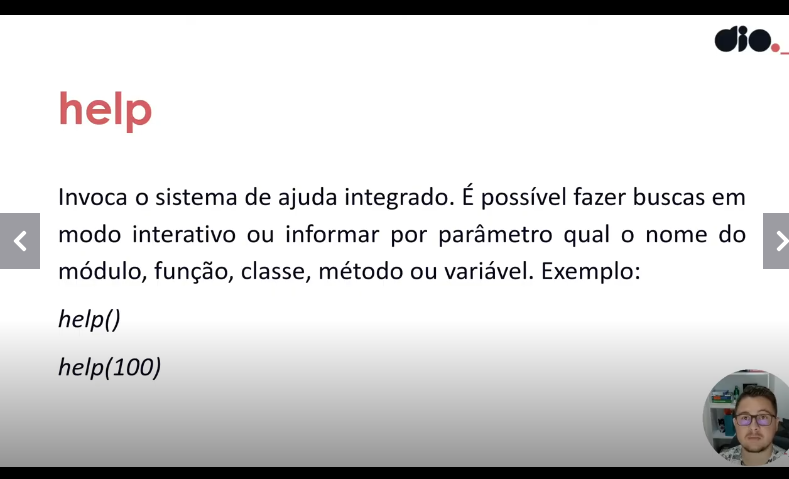 dio._
help
Invoca o sistema de ajuda integrado. É possível fazer buscas em
modo interativo ou informar por parâmetro qual o nome do
módulo, função, classe, método ou variável. Exemplo:
help()
help(100)